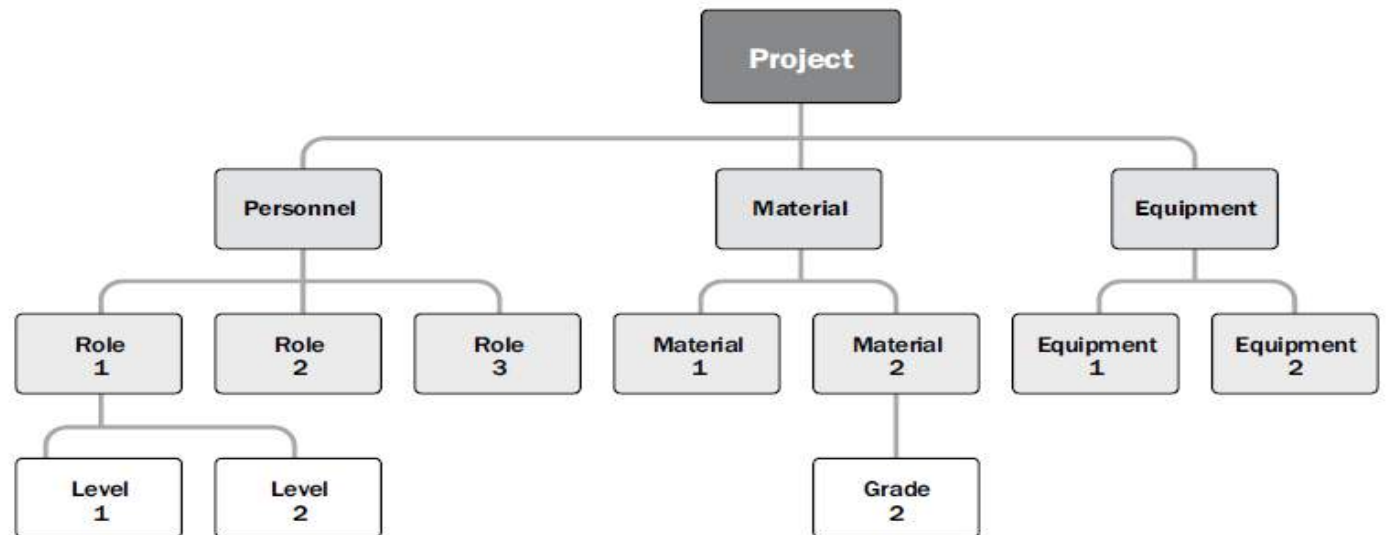 Project
Personnel
Material
Equipment
Role
1
Role
2
Role
3
Material
1
Material
2
Equipment
1
Equipment
2
Level
1
Level
2
Grade
2